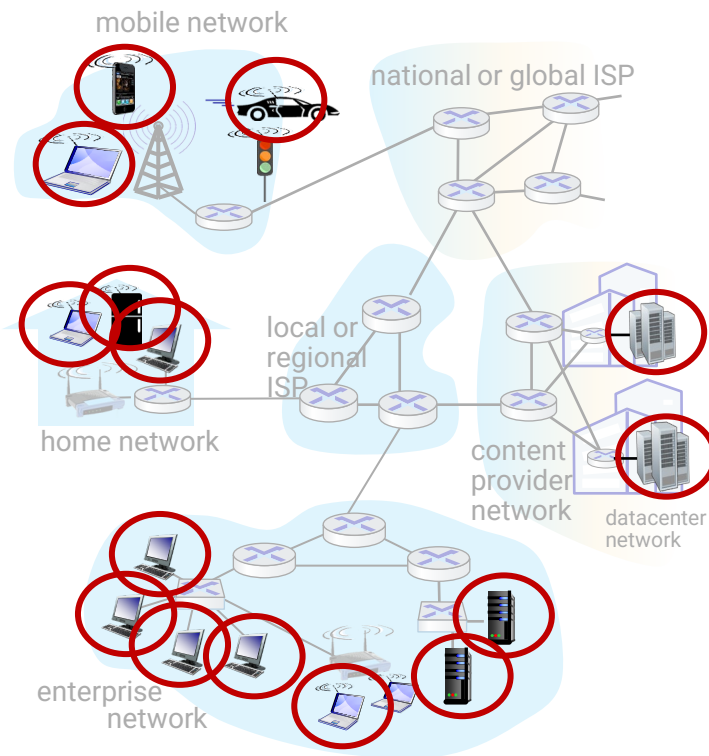 mobile network
national or global ISP
local or
regional
ISP
home network
content
provider
network
datacenter
network
enterprise
network